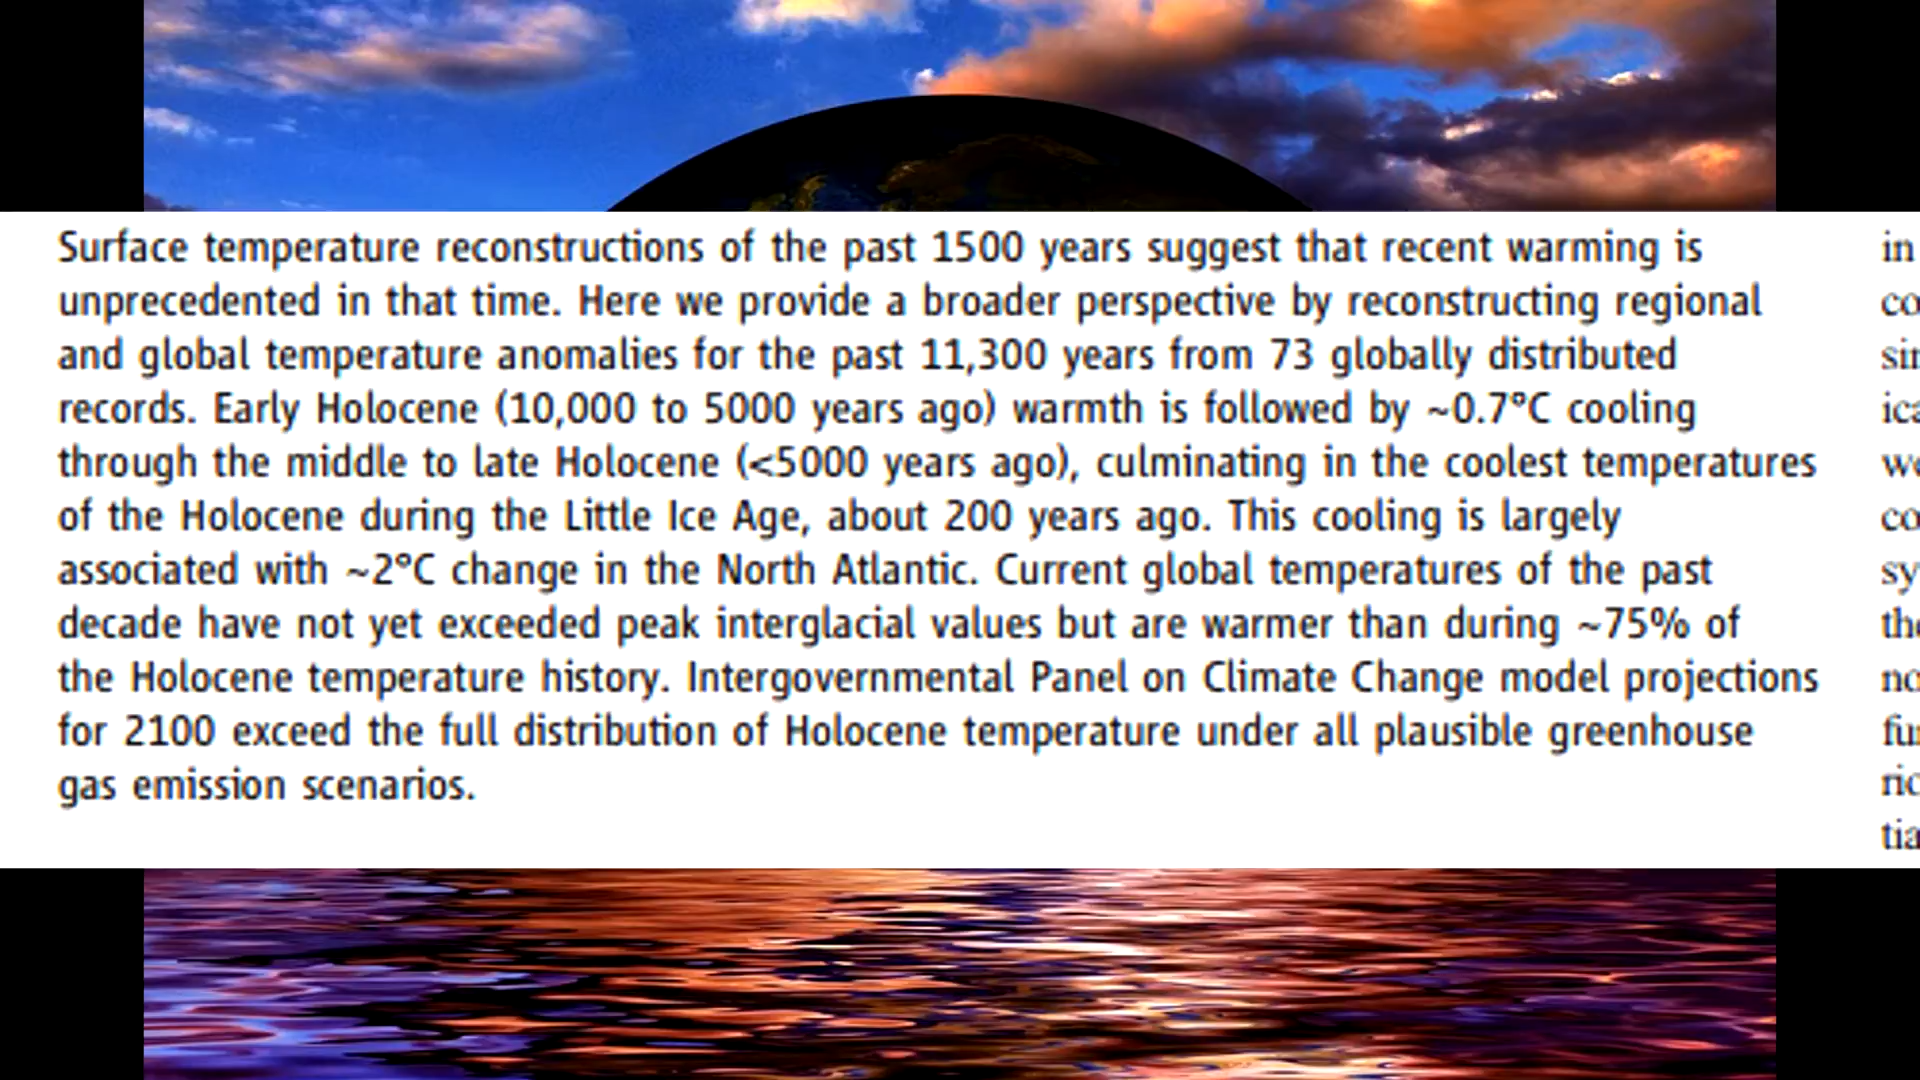 Surface temperature reconstructions of the past 1500 years suggest that recent warming is
unprecedented in that time. Here we provide a broader perspective by reconstructing regional
and global temperature anomalies for the past 11,300 years from 73 globally distributed
records. Early Holocene (10,000 to 5000 years ago) warmth is followed by ~0.7°C cooling
through the middle to late Holocene (<5000 years ago), culminating in the coolest temperatures
of the Holocene during the Little Ice Age, about 200 years ago. This cooling is largely
associated with ~2°C change in the North Atlantic. Current global temperatures of the past
decade have not yet exceeded peak interglacial values but are warmer than during ~75% of
the Holocene temperature history. Intergovernmental Panel on Climate Change model projections
for 2100 exceed the full distribution of Holocene temperature under all plausible greenhouse
gas emission scenarios.
in